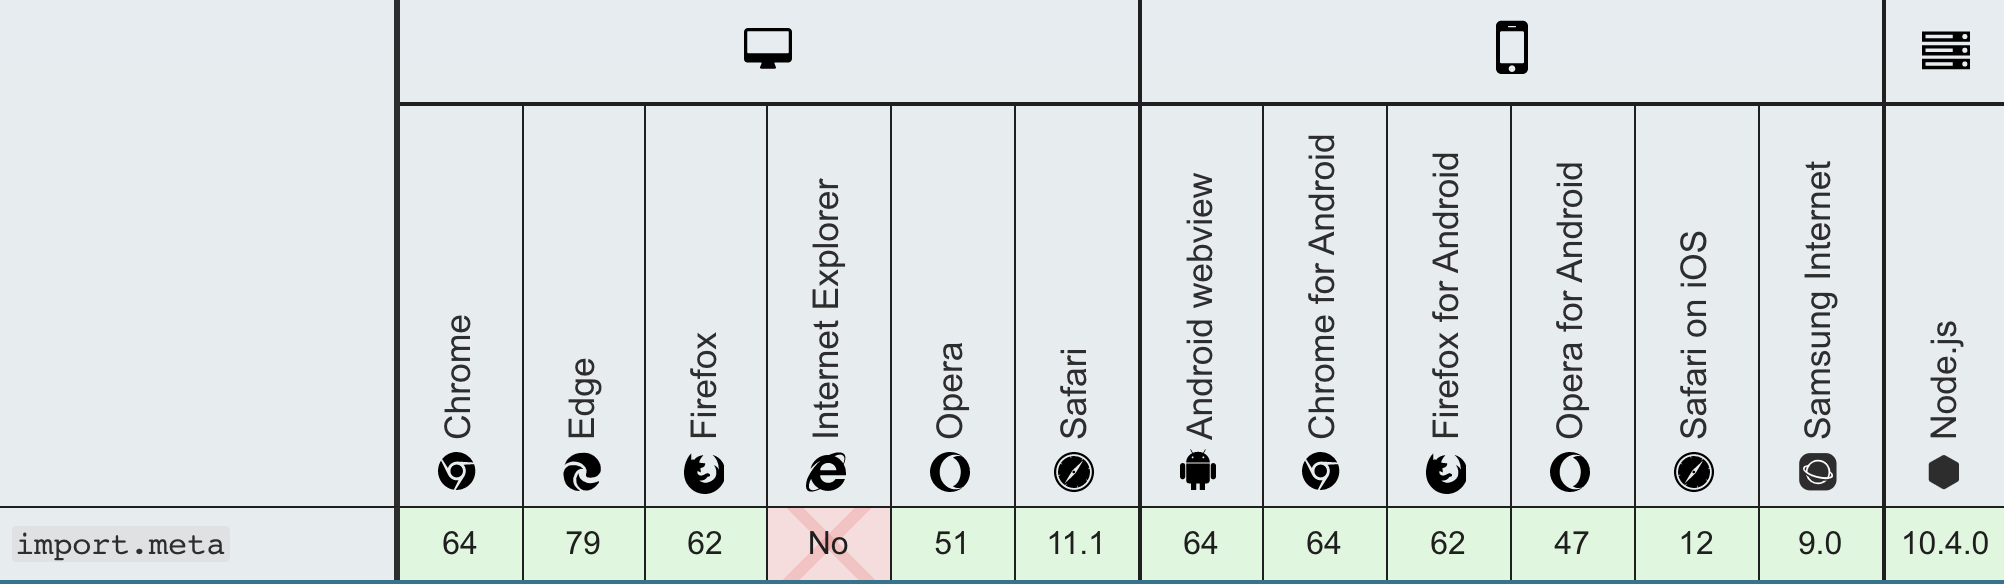 Chrome
Edge
Firefox
Internet Explorer
Opera
Safari
Android webview
Chrome for Android
Firefox for Android
Opera for Android
Safari on iOS
Samsung Internet
Node.js
import.meta 64 79 62 No 51 11.1 64 64 62 47 12 9.0 10.4.0